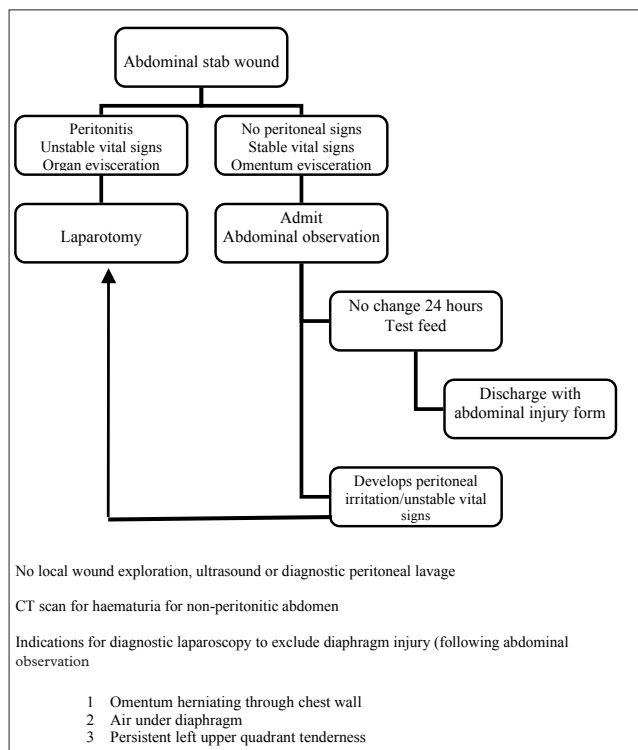 Abdominal stab wound
Peritonitis
Unstable vital signs
Organ evisceration
No peritoneal signs
Stable vital signs
Omentum evisceration
Laparotomy
Admit
Abdominal observation
No change 24 hours
Test feed
Discharge with
abdominal injury form
Develops peritoneal
irritation/unstable vital
signs
No local wound exploration, ultrasound or diagnostic peritoneal lavage
CT scan for haematuria for non-peritonitic abdomen
Indications for diagnostic laparoscopy to exclude diaphragm injury (following abdominal
observation
1 Omentum herniating through chest wall
2 Air under diaphragm
3 Persistent left upper quadrant tenderness